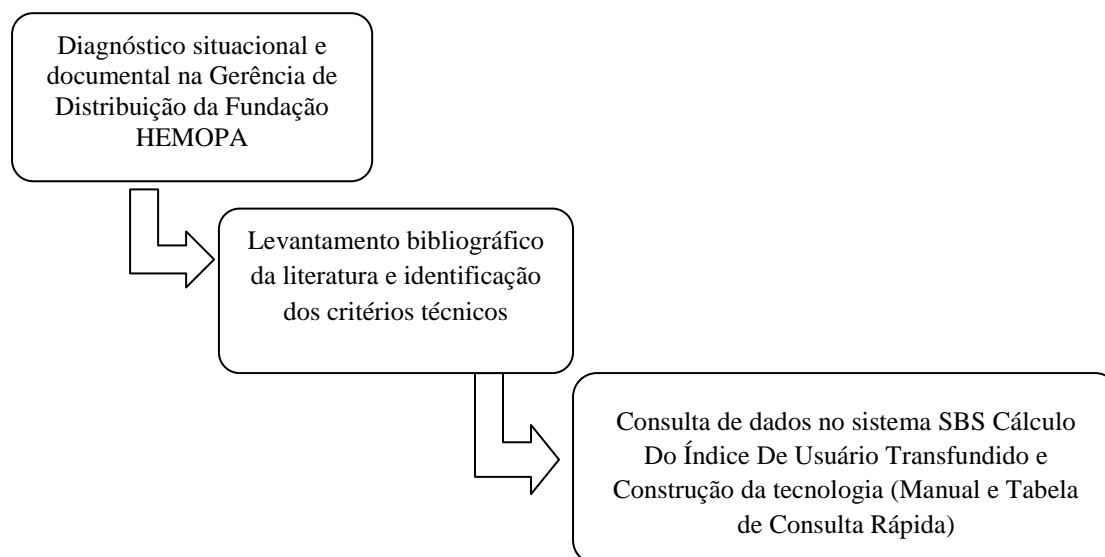 Diagnóstico situacional e
documental na Gerência de
Distribuição da Fundação
HEMOPA
Levantamento bibliográfico
da literatura e identificação
dos critérios técnicos
Consulta de dados no sistema SBS Cálculo
Do Índice De Usuário Transfundido e
Construção da tecnologia (Manual e Tabela
de Consulta Rápida)